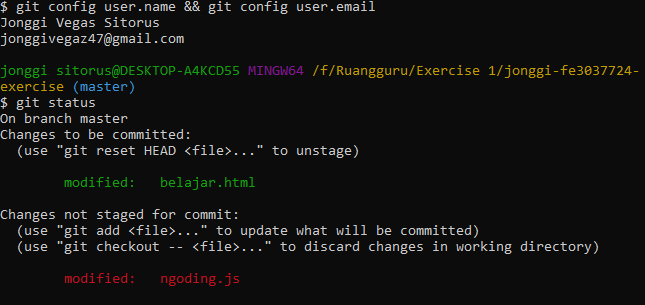 $ git config user.name && git config user.email
Jonggi Vegas Sitorus
jonggivegaz47@gmail.com
jonggi sitorus@DESKTOP-A4KCD55 MINGW64 /f/Ruangguru/Exercise 1/jonggi-fe3037724-
exercise (master)
$ git status
On branch master
Changes to be committed:
  (use "git reset HEAD <file>..." to unstage)
        modified:   belajar.html
Changes not staged for commit:
  (use "git add <file>..." to update what will be committed)
  (use "git checkout -- <file>..." to discard changes in working directory)
        modified:   ngoding.js